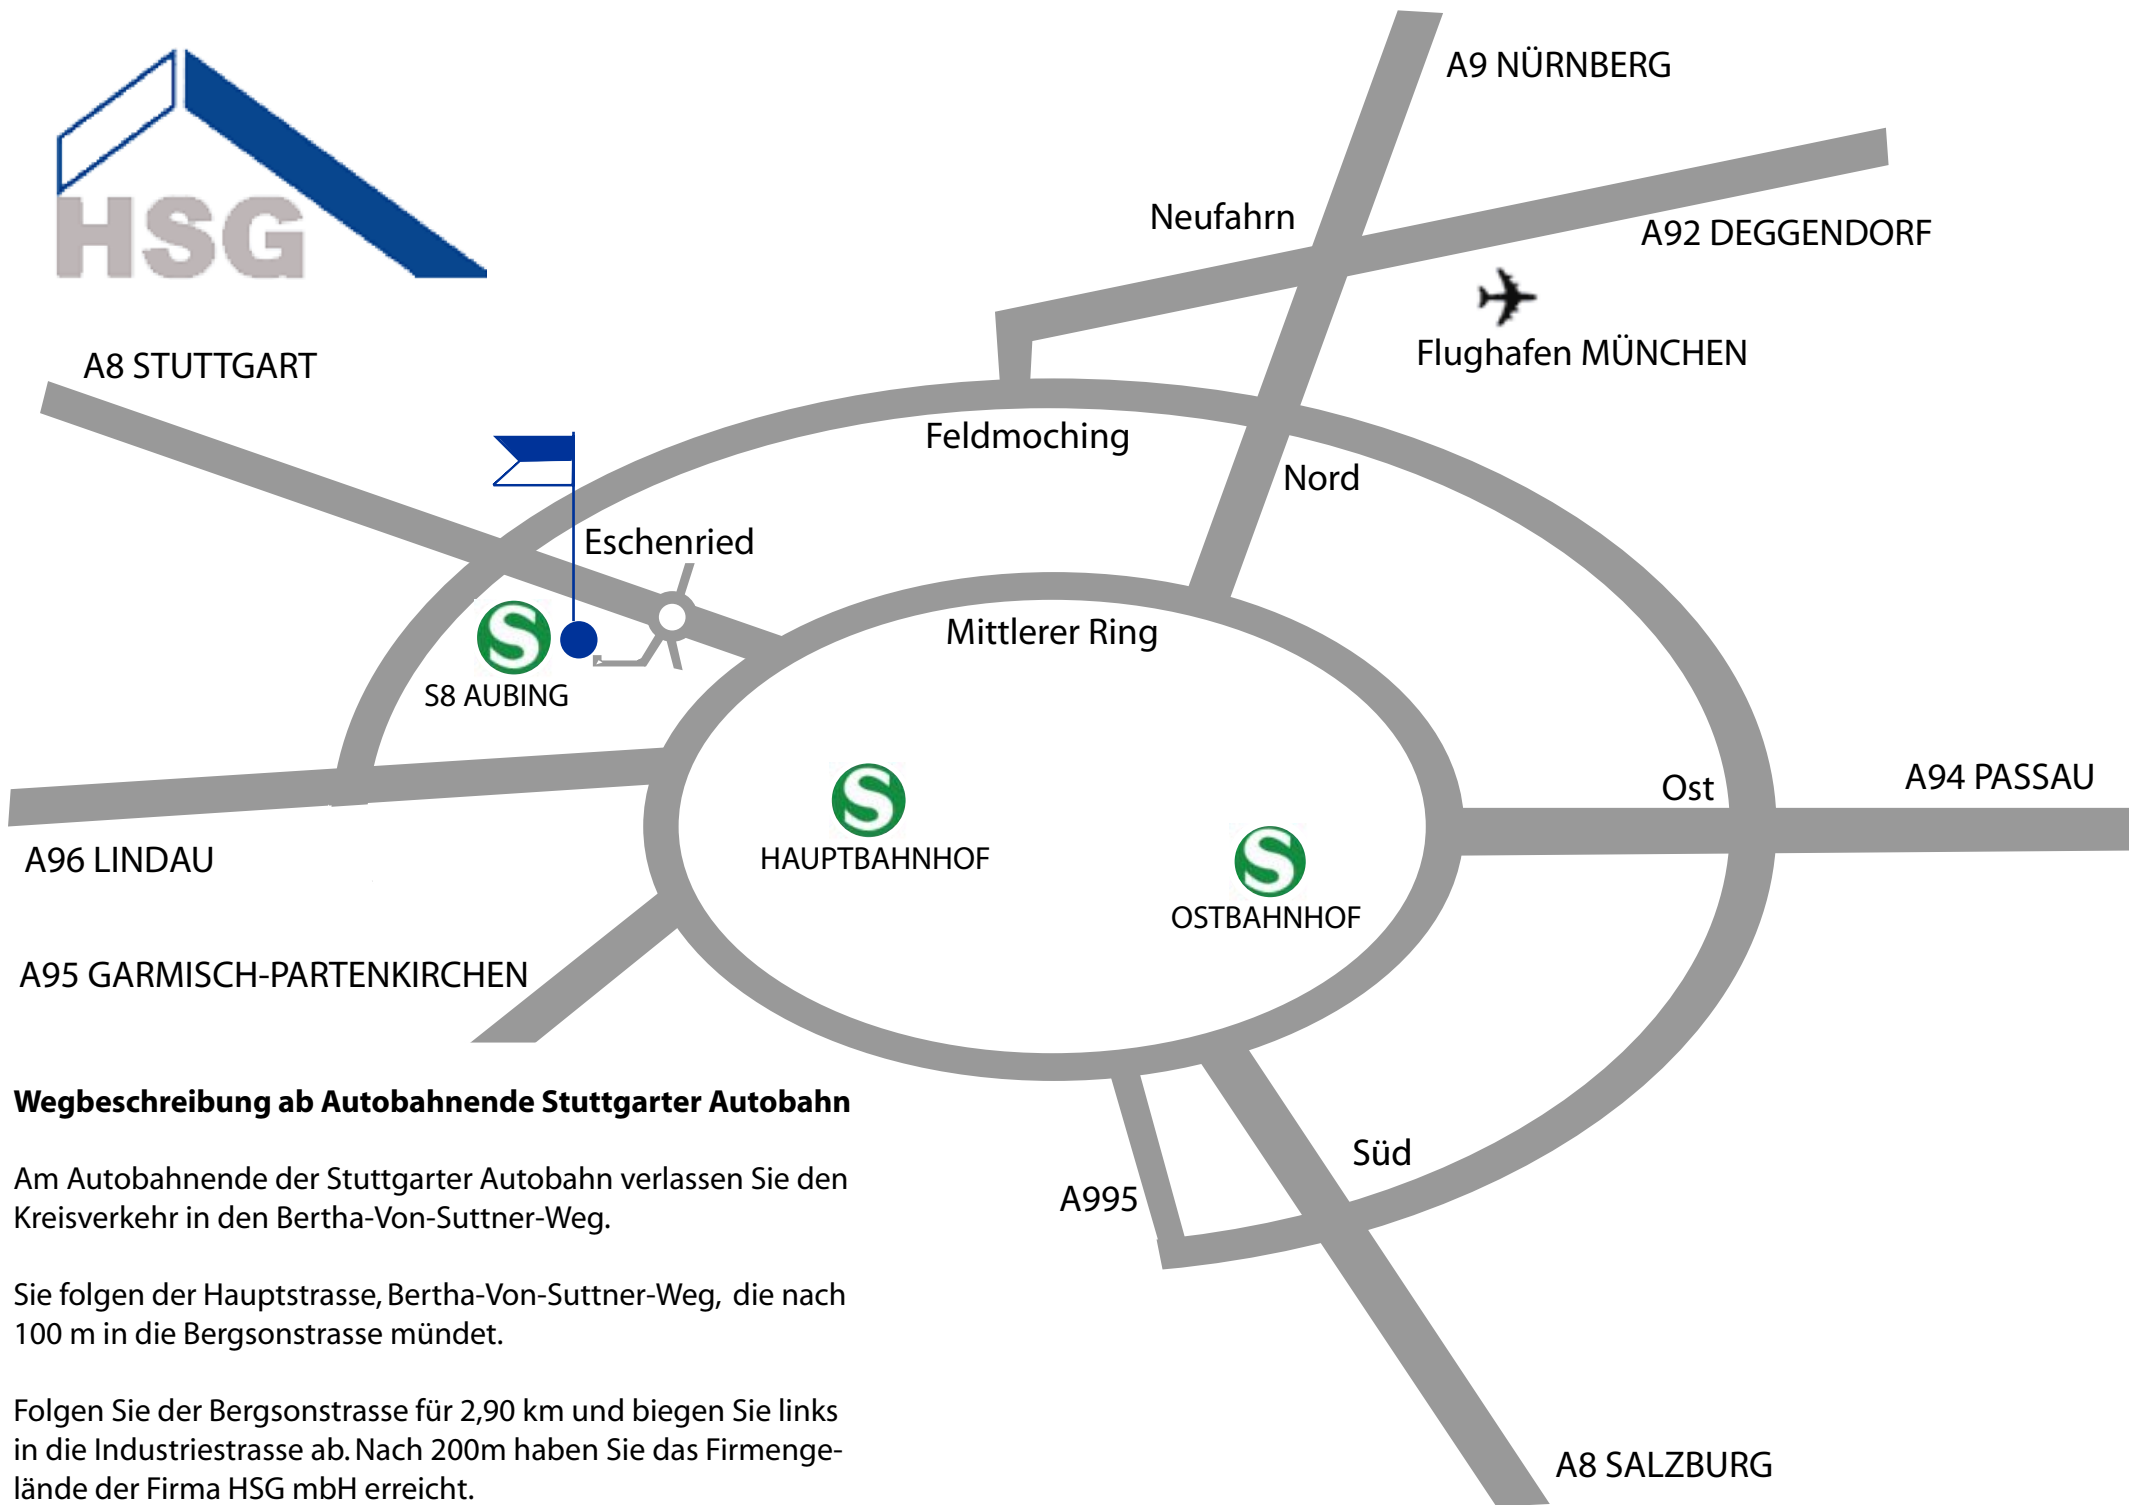 HSG
A9 NÜRNBERG
Neufahrn
A92 DEGGENDORF
Flughafen MÜNCHEN
A8 STUTTGART
Feldmoching
Nord
Eschenried
Mittlerer Ring
S
S8 AUBING
Ost
A94 PASSAU
S
HAUPTBAHNHOF
A96 LINDAU
S
OSTBAHNHOF
A95 GARMISCH-PARTENKIRCHEN
Süd
A995
A8 SALZBURG
Wegbeschreibung ab Autobahnende Stuttgarter Autobahn
Am Autobahnende der Stuttgarter Autobahn verlassen Sie den
Kreisverkehr in den Bertha-Von-Suttner-Weg.
Sie folgen der Hauptstrasse, Bertha-Von-Suttner-Weg, die nach
100 m in die Bergsonstrasse mündet.
Folgen Sie der Bergsonstrasse für 2,90 km und biegen Sie links
in die Industriestrasse ab. Nach 200m haben Sie das Firmenge-
lände der Firma HSG mbH erreicht.